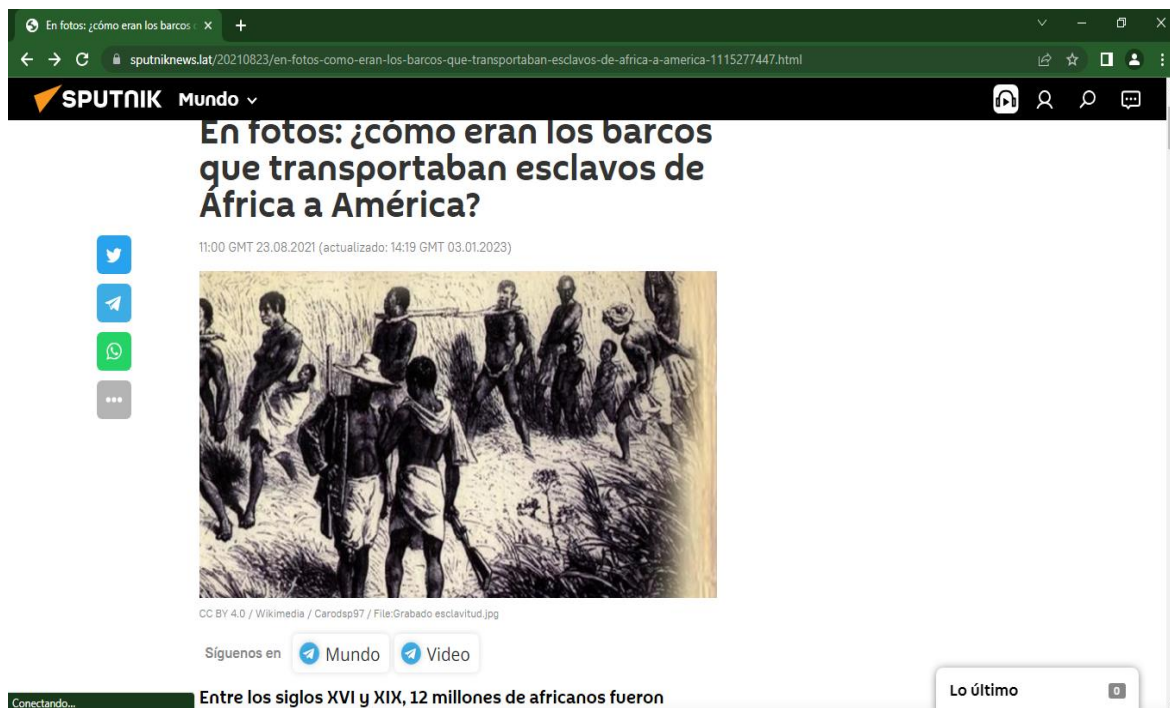 En fotos: ¿cómo eran los barcos
sputniknews.lat/20210823/en-fotos-como-eran-los-barcos-que-transportaban-esclavos-de-africa-a-america-1115277447.html
SPUTNIK Mundo
En fotos: ¿cómo eran los barcos
que transportaban esclavos de
África a América?
11:00 GMT 23.08.2021 (actualizado: 14:19 GMT 03.01.2023)
CC BY 4.0 / Wikimedia / Carodsp97 / File:Grabado esclavitud.jpg
Síguenos en Mundo Video
Entre los siglos XVI y XIX, 12 millones de africanos fueron
Lo último 0
Conectando...